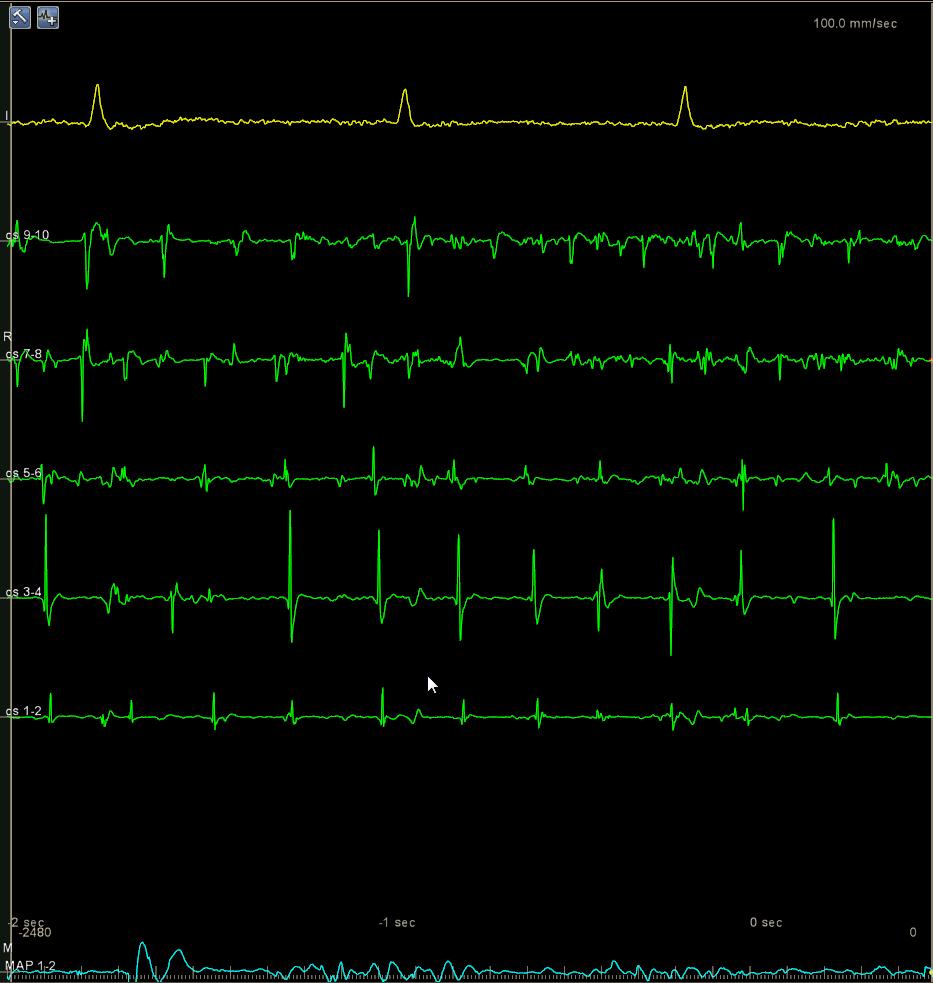 100.0 mm/sec
I
cs 9-10
R
cs 7-8
cs 5-6
cs 3-4
cs 1-2
-2 sec
-1 sec
0 sec
-2480
0
M
MAP 1-2